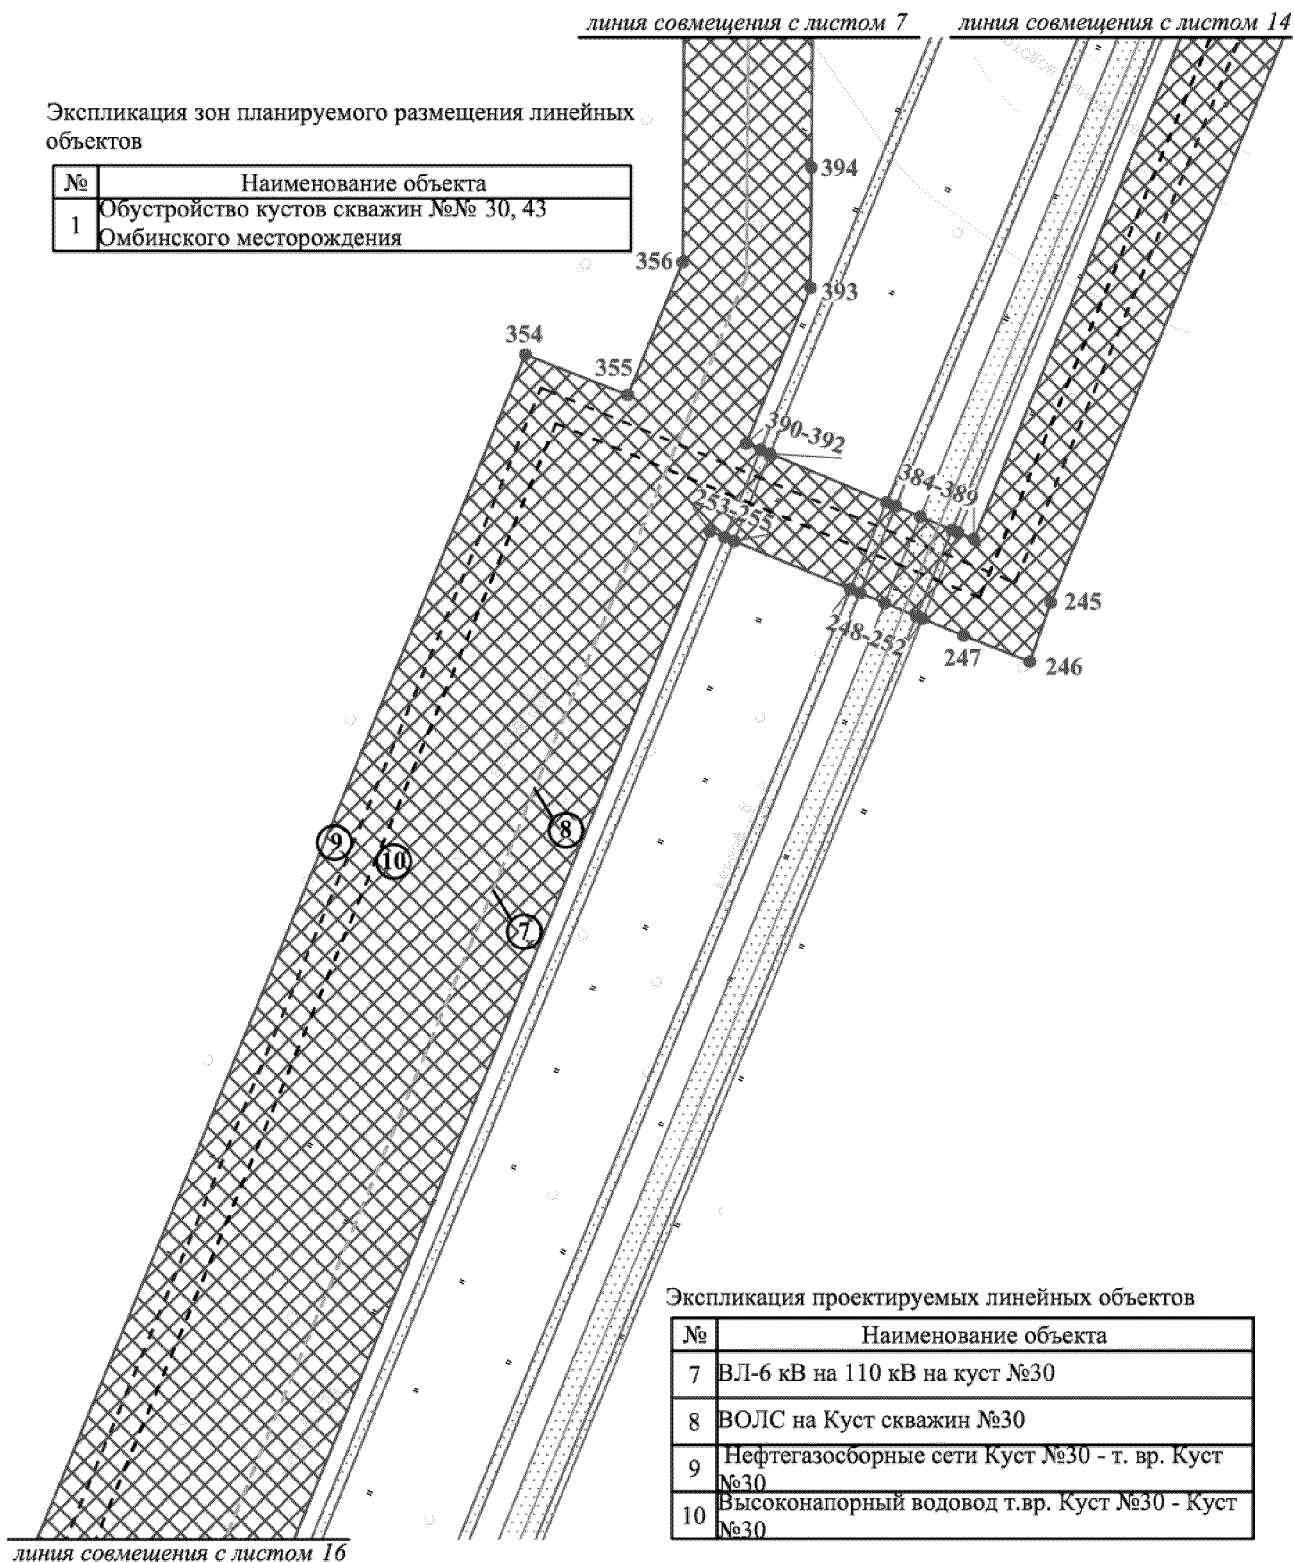 линия совмещения с листом 7
линия совмещения с листом 14
Экспликация зон планируемого размещения линейных
объектов
№ Наименование объекта
1 Обустройство кустов скважин №№ 30, 43
Омбинского месторождения
394
356
393
354
355
390-392
384-389
253-255
245
248-252
247
246
8
9
10
7
Экспликация проектируемых линейных объектов
№ Наименование объекта
7 ВЛ-6 кВ на 110 кВ на куст №30
8 ВОЛС на Куст скважин №30
9 Нефтегазосборные сети Куст №30 - т. вр. Куст
№30
10 Высоконапорный водовод т.вр. Куст №30 - Куст
№30
линия совмещения с листом 16